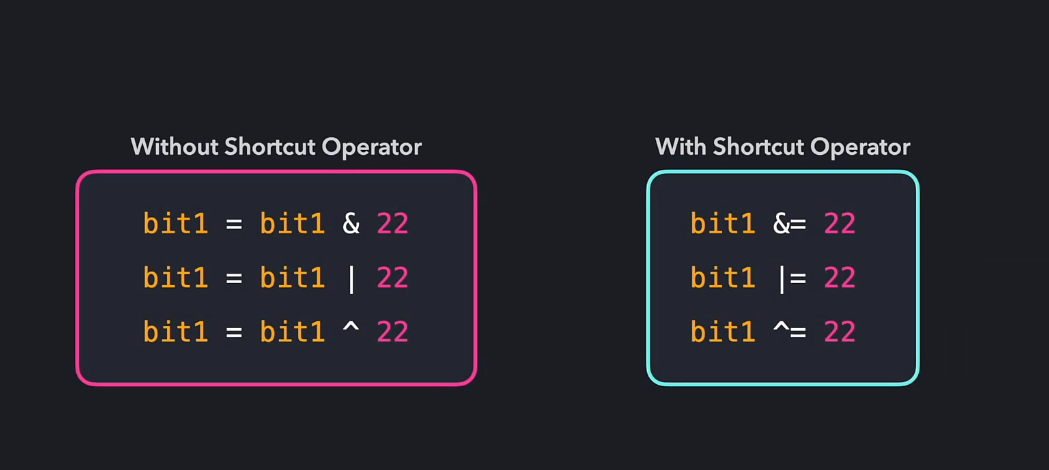 Without Shortcut Operator
bit1 = bit1 & 22
bit1 = bit1 | 22
bit1 = bit1 ^ 22
With Shortcut Operator
bit1 &= 22
bit1 |= 22
bit1 ^= 22